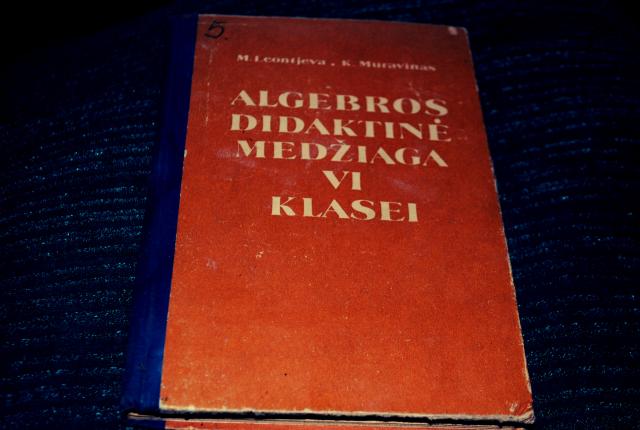 5.
M. Leontjeva . K. Muravinas
ALGEBROS
DIDAKTINĖ
MEDŽIAGA
VI
KLASEI